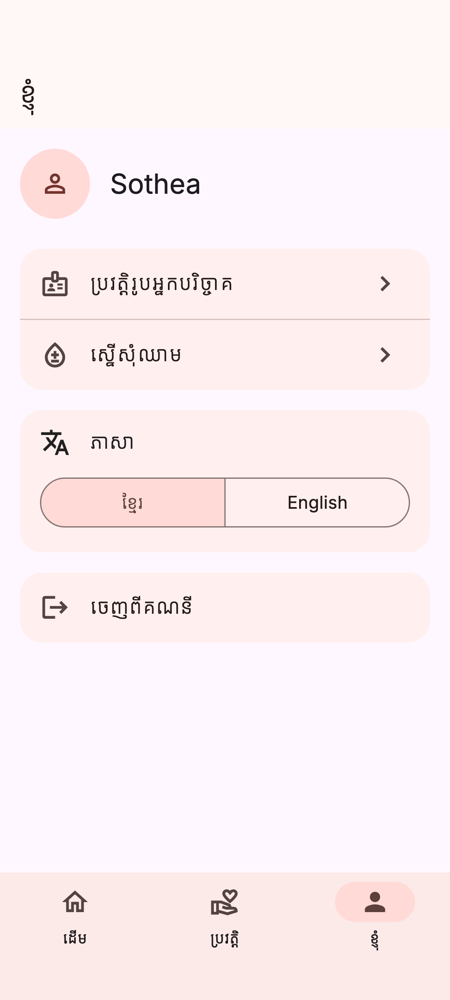 ខ្ញុំ
Sothea
ប្រវត្តិរូបអ្នកបរិច្ចាគ
ស្នើសុំឈាម
ភាសា
ខ្មែរ
English
ចេញពីគណនី
ដើម
ប្រវត្តិ
ខ្ញុំ